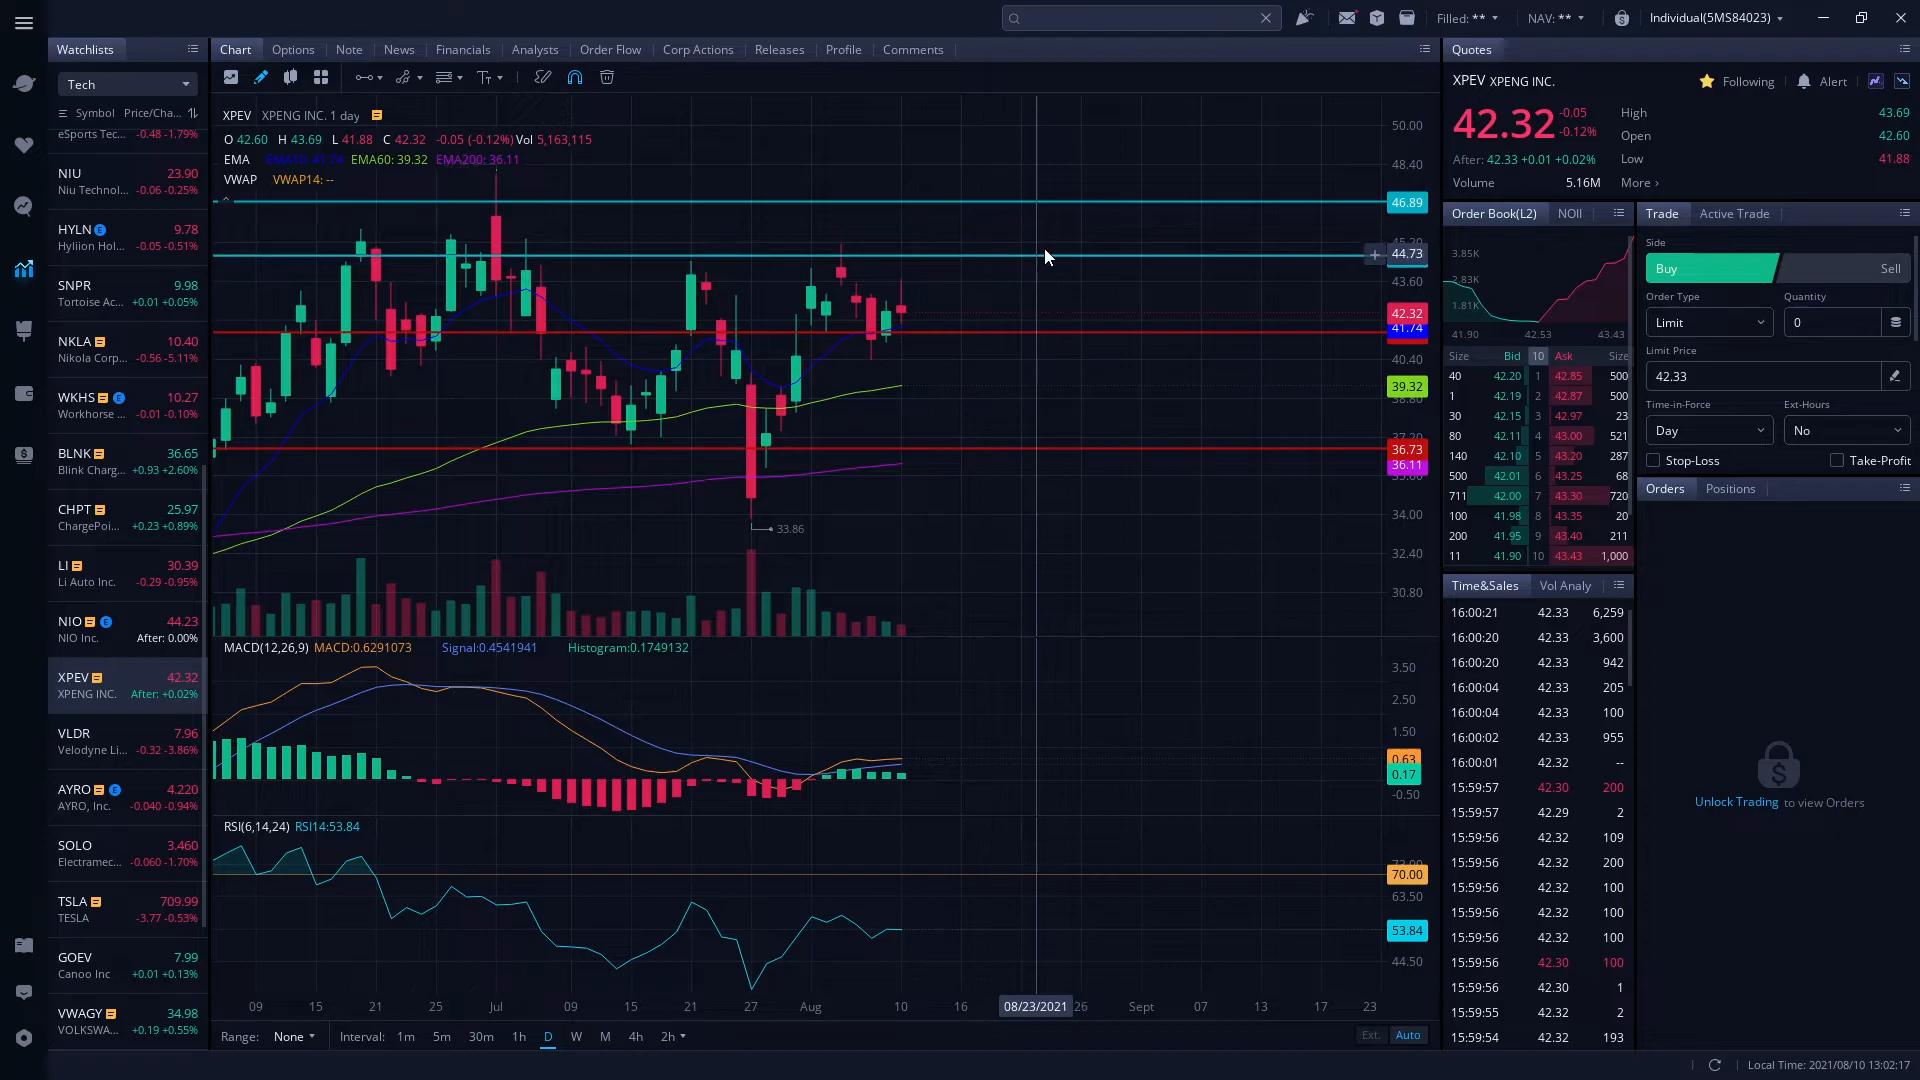 Filled: **
NAV: **
Individual(5MS84023)
Watchlists
Tech
Symbol Price/Cha...
eSports Tec... -0.48 -1.79%
NIU 23.90
Niu Technol... -0.06 -0.25%
HYLN E 9.78
Hyliion Hol... -0.05 -0.51%
SNPR 9.98
Tortoise Ac... +0.01 +0.05%
NKLA 10.40
Nikola Corp... -0.56 -5.11%
WKHS E 10.27
Workhorse ... -0.01 -0.10%
BLNK 36.65
Blink Charg... +0.93 +2.60%
CHPT 25.97
ChargePoi... +0.23 +0.89%
LI 30.39
Li Auto Inc. -0.29 -0.95%
NIO E 44.23
NIO Inc. After: 0.00%
XPEV 42.32
XPENG INC. After: +0.02%
VLDR 7.96
Velodyne Li... -0.32 -3.86%
AYRO E 4.220
AYRO, Inc. -0.040 -0.94%
SOLO 3.460
Electramec... -0.060 -1.70%
TSLA 709.99
TESLA -3.77 -0.53%
GOEV 7.99
Canoo Inc +0.01 +0.13%
VWAGY 34.98
VOLKSWA... +0.19 +0.55%
Chart Options Note News Financials Analysts Order Flow Corp Actions Releases Profile Comments
XPEV XPENG INC. 1 day
O 42.60 H 43.69 L 41.88 C 42.32 -0.05 (-0.12%) Vol 5,163,115
EMA EMA60: 39.32 EMA200: 36.11
VWAP VWAP14: --
50.00
48.40
46.89
44.73
43.60
42.32
41.74
40.40
39.32
36.73
36.11
34.00
32.40
30.80
33.86
MACD(12,26,9) MACD:0.6291073 Signal:0.4541941 Histogram:0.1749132
3.50
2.50
1.50
0.63
0.17
-0.50
RSI(6,14,24) RSI14:53.84
70.00
63.50
53.84
44.50
09 15 21 25 Jul 09 15 21 27 Aug 10 16 08/23/2021 26 Sept 07 13 17 23
Range: None Interval: 1m 5m 30m 1h D W M 4h 2h Ext. Auto
Quotes
XPEV XPENG INC. Following Alert
42.32 -0.05 -0.12%
After: 42.33 +0.01 +0.02%
Volume 5.16M
High 43.69
Open 42.60
Low 41.88
More ›
Order Book(L2) NOII
3.85K
2.83K
1.81K
41.90 42.53 43.43
Size Bid 10 Ask Size
40 42.20 1 42.85 500
1 42.19 2 42.87 500
30 42.15 3 42.97 23
80 42.11 4 43.00 521
140 42.10 5 43.20 287
500 42.01 6 43.25 68
711 42.00 7 43.30 720
100 41.98 8 43.35 20
200 41.95 9 43.40 211
11 41.90 10 43.43 1,000
Time&Sales Vol Analy
16:00:21 42.33 6,259
16:00:20 42.33 3,600
16:00:20 42.33 942
16:00:04 42.33 205
16:00:04 42.33 100
16:00:02 42.33 955
16:00:01 42.32 --
15:59:57 42.30 200
15:59:57 42.29 2
15:59:56 42.32 109
15:59:56 42.32 200
15:59:56 42.32 100
15:59:56 42.32 100
15:59:56 42.32 100
15:59:56 42.30 100
15:59:56 42.30 1
15:59:55 42.32 2
15:59:54 42.32 193
Trade Active Trade
Side
Buy Sell
Order Type Quantity
Limit 0
Limit Price
42.33
Time-in-Force Ext-Hours
Day No
Stop-Loss Take-Profit
Orders Positions
Unlock Trading to view Orders
Local Time: 2021/08/10 13:02:17